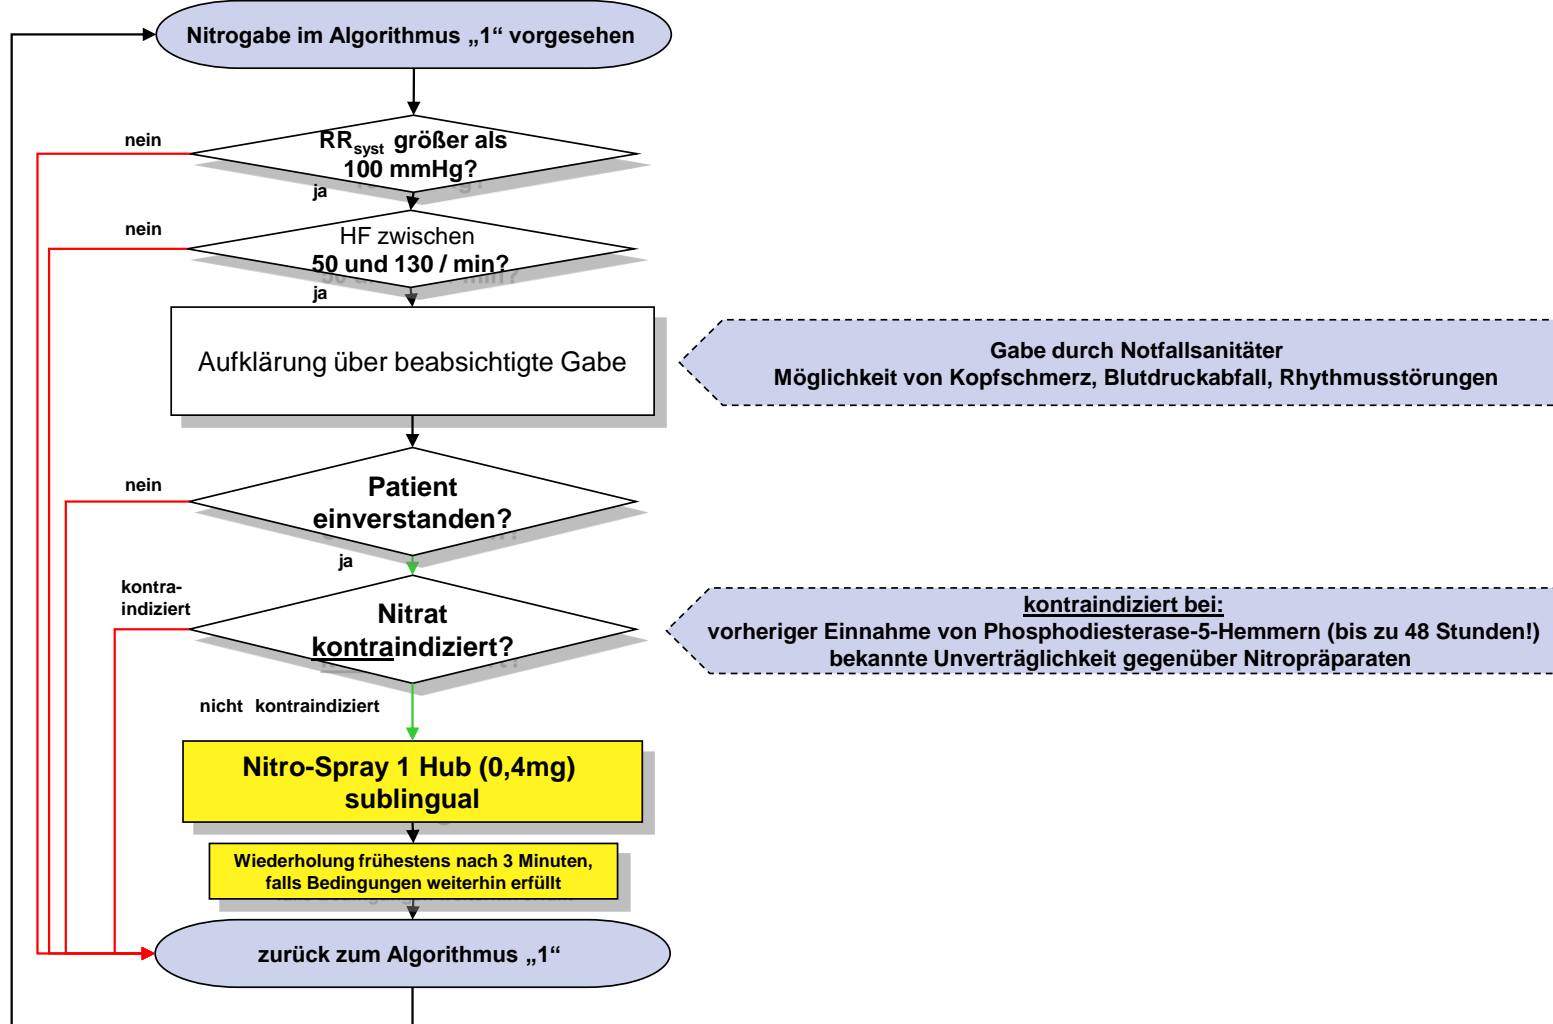 Nitrogabe im Algorithmus „1“ vorgesehen
nein
RRsyst größer als
100 mmHg?
ja
nein
HF zwischen
50 und 130 / min?
ja
Aufklärung über beabsichtigte Gabe
Gabe durch Notfallsanitäter
Möglichkeit von Kopfschmerz, Blutdruckabfall, Rhythmusstörungen
nein
Patient
einverstanden?
ja
kontra-
indiziert
Nitrat
kontraindiziert?
kontraindiziert bei:
vorheriger Einnahme von Phosphodiesterase-5-Hemmern (bis zu 48 Stunden!)
bekannte Unverträglichkeit gegenüber Nitropräparaten
nicht kontraindiziert
Nitro-Spray 1 Hub (0,4mg)
sublingual
Wiederholung frühestens nach 3 Minuten,
falls Bedingungen weiterhin erfüllt
zurück zum Algorithmus „1“